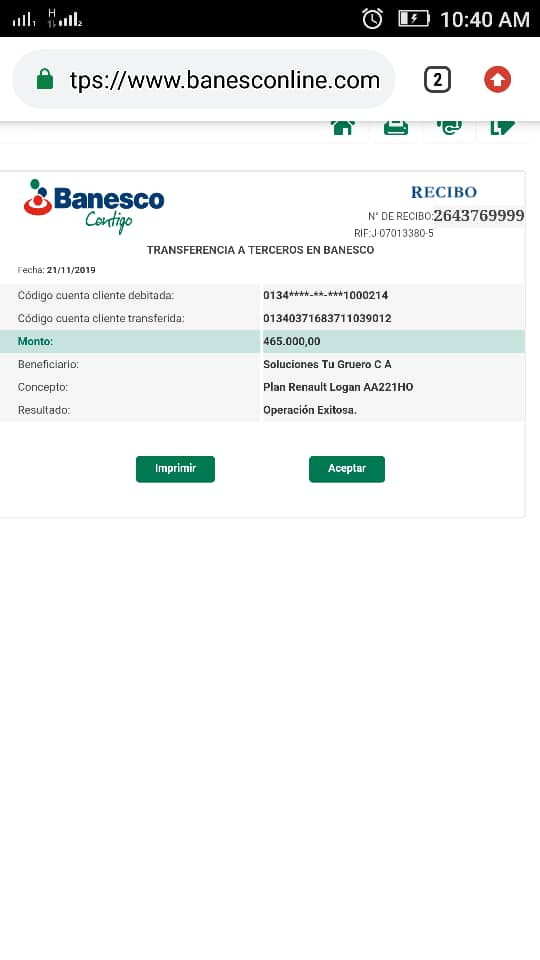 H
10:40 AM
tps://www.banesconline.com
2
Banesco
Contigo
RECIBO
N° DE RECIBO:2643769999
RIF:J-07013380-5
TRANSFERENCIA A TERCEROS EN BANESCO
Fecha: 21/11/2019
Código cuenta cliente debitada: 0134****-**-***1000214
Código cuenta cliente transferida: 01340371683711039012
Monto: 465.000,00
Beneficiario: Soluciones Tu Gruero C A
Concepto: Plan Renault Logan AA221HO
Resultado: Operación Exitosa.
Imprimir Aceptar